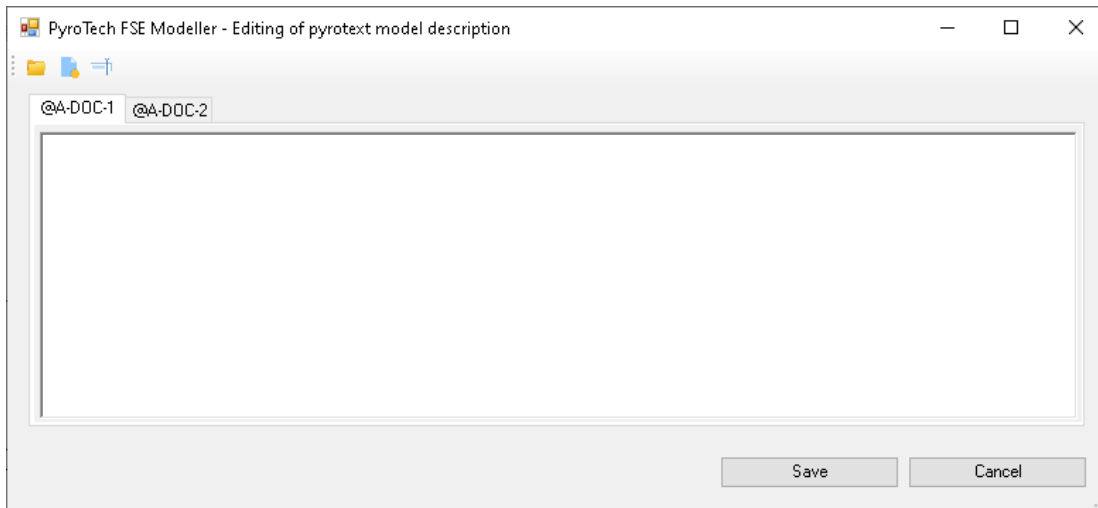 PyroTech FSE Modeller - Editing of pyrotext model description
@A-DOC-1 @A-DOC-2
Save Cancel